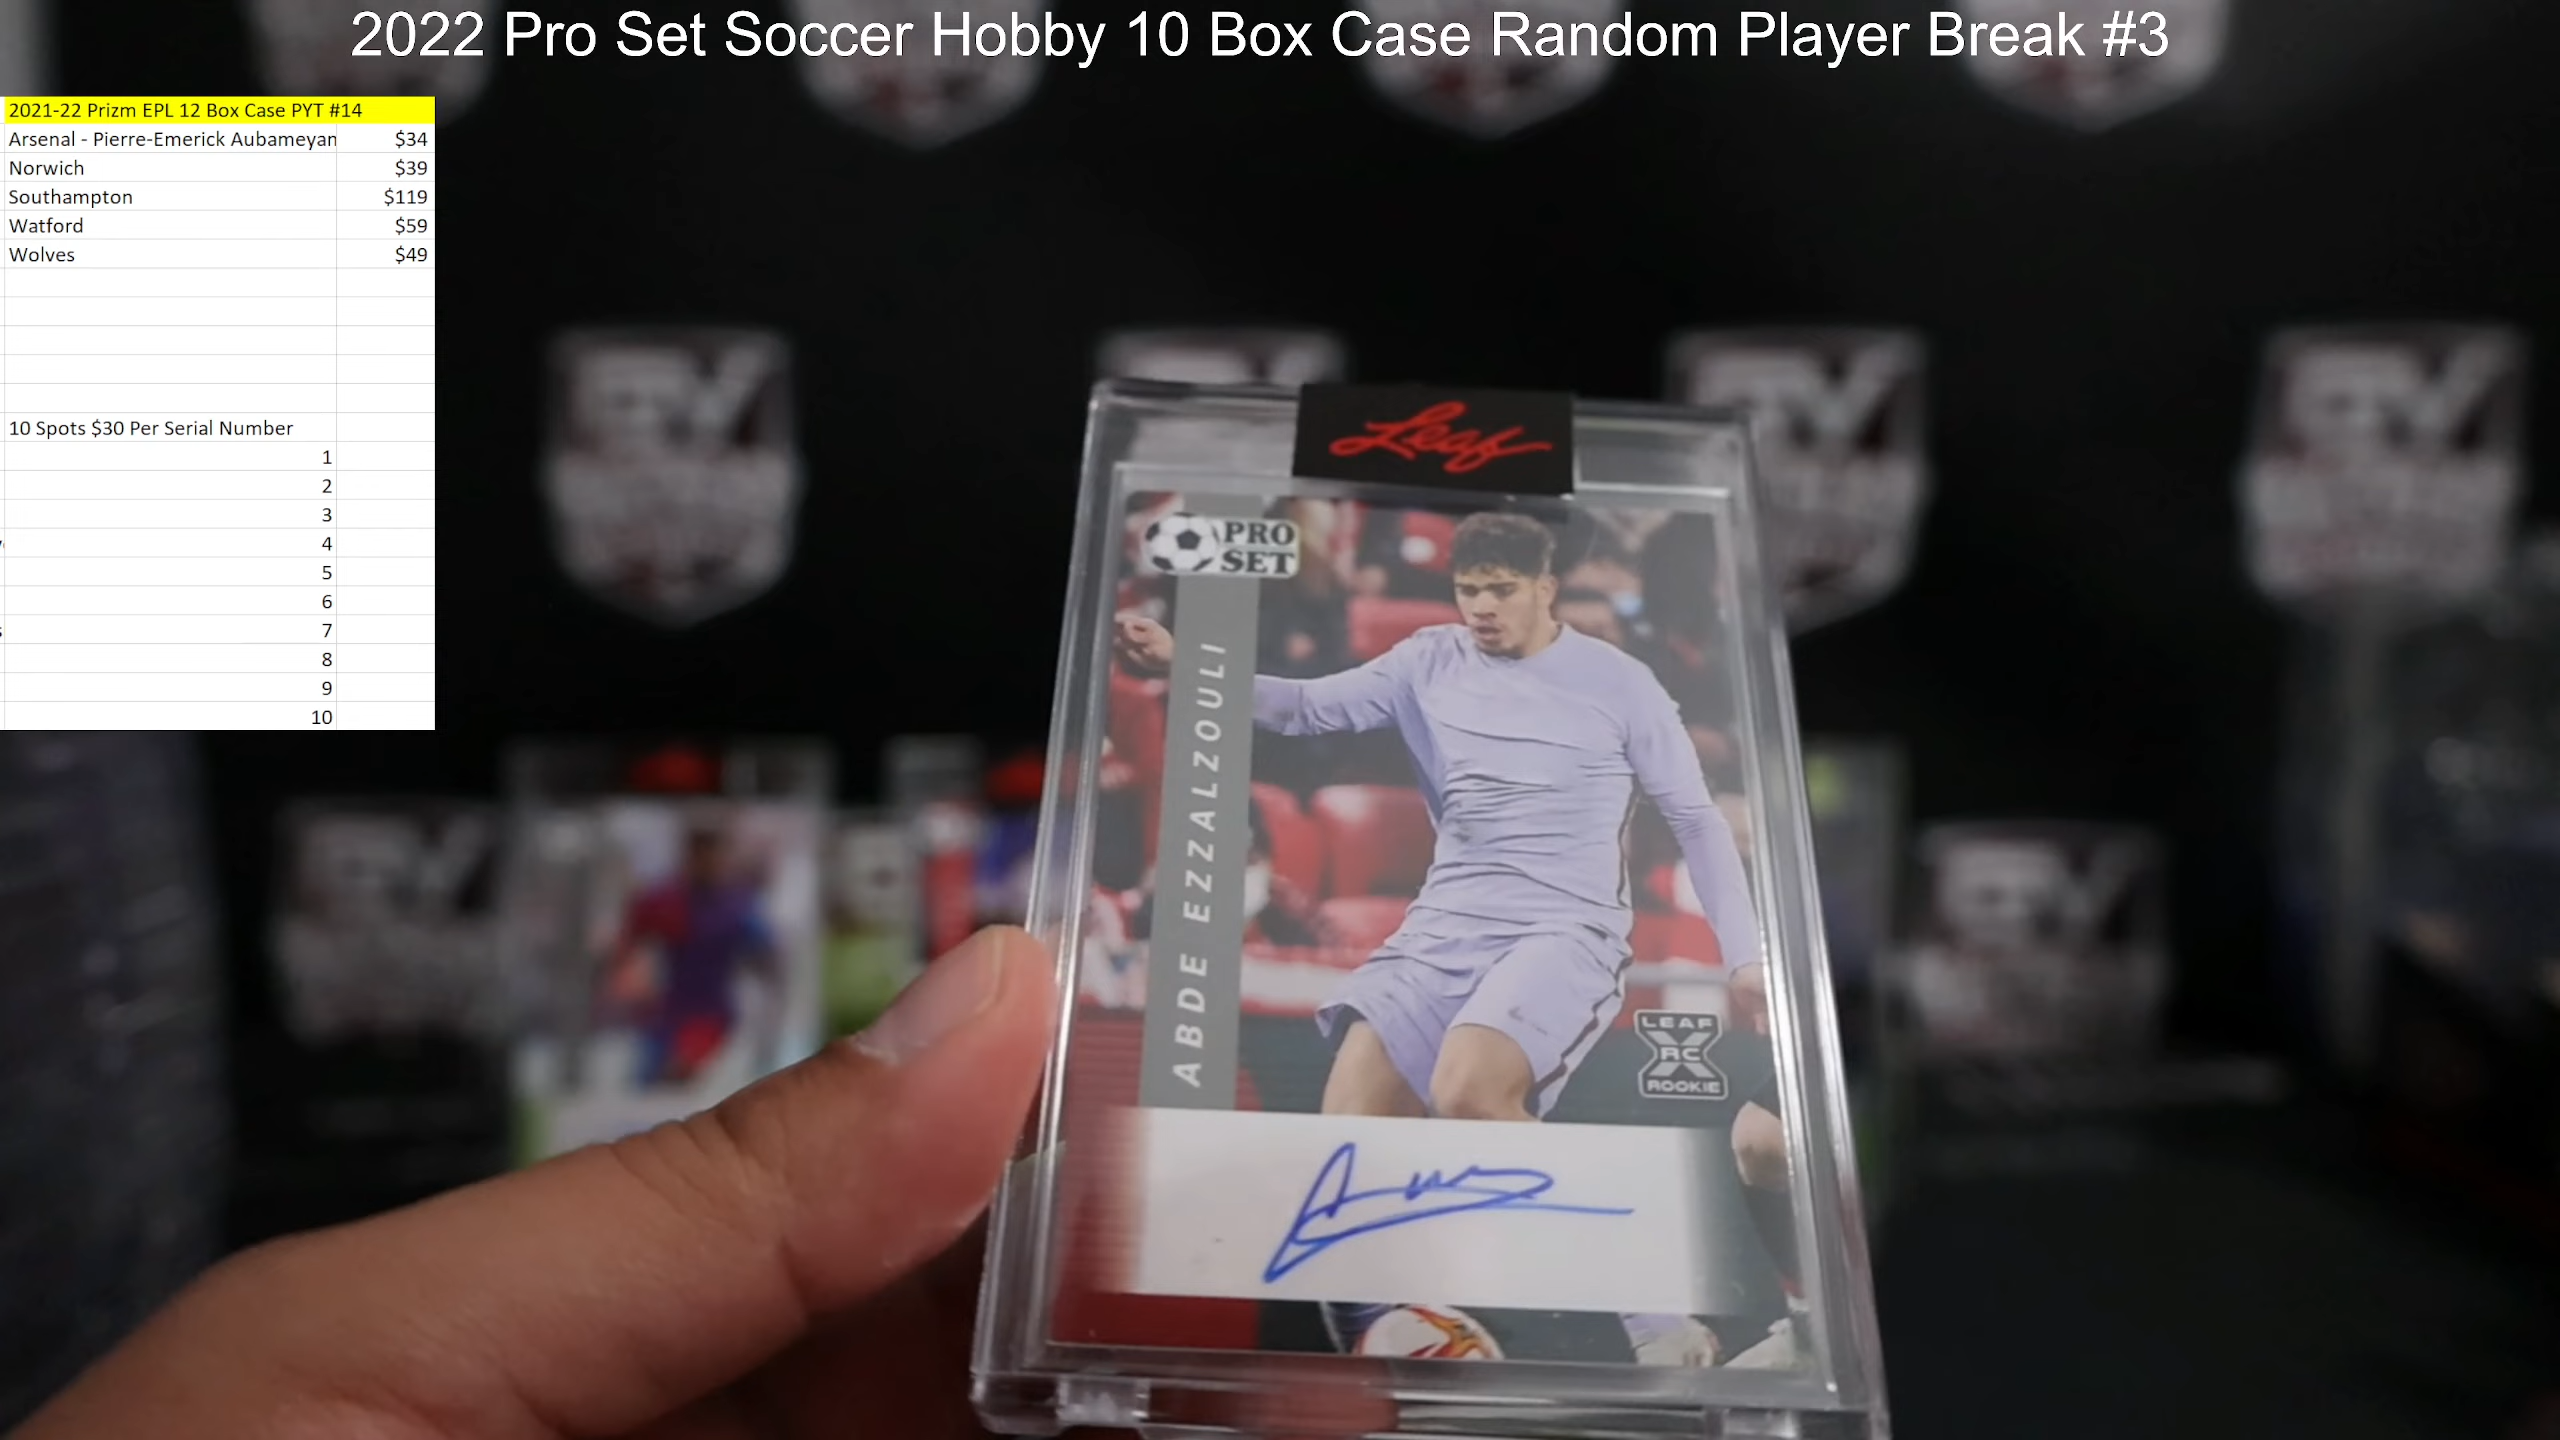 2022 Pro Set Soccer Hobby 10 Box Case Random Player Break #3
2021-22 Prizm EPL 12 Box Case PYT #14
Arsenal - Pierre-Emerick Aubameyan $34
Norwich $39
Southampton $119
Watford $59
Wolves $49
10 Spots $30 Per Serial Number
1
2
3
4
5
6
7
8
9
10
Leaf
PRO
SET
ABDE EZZALZOULI
LEAF
RC
ROOKIE